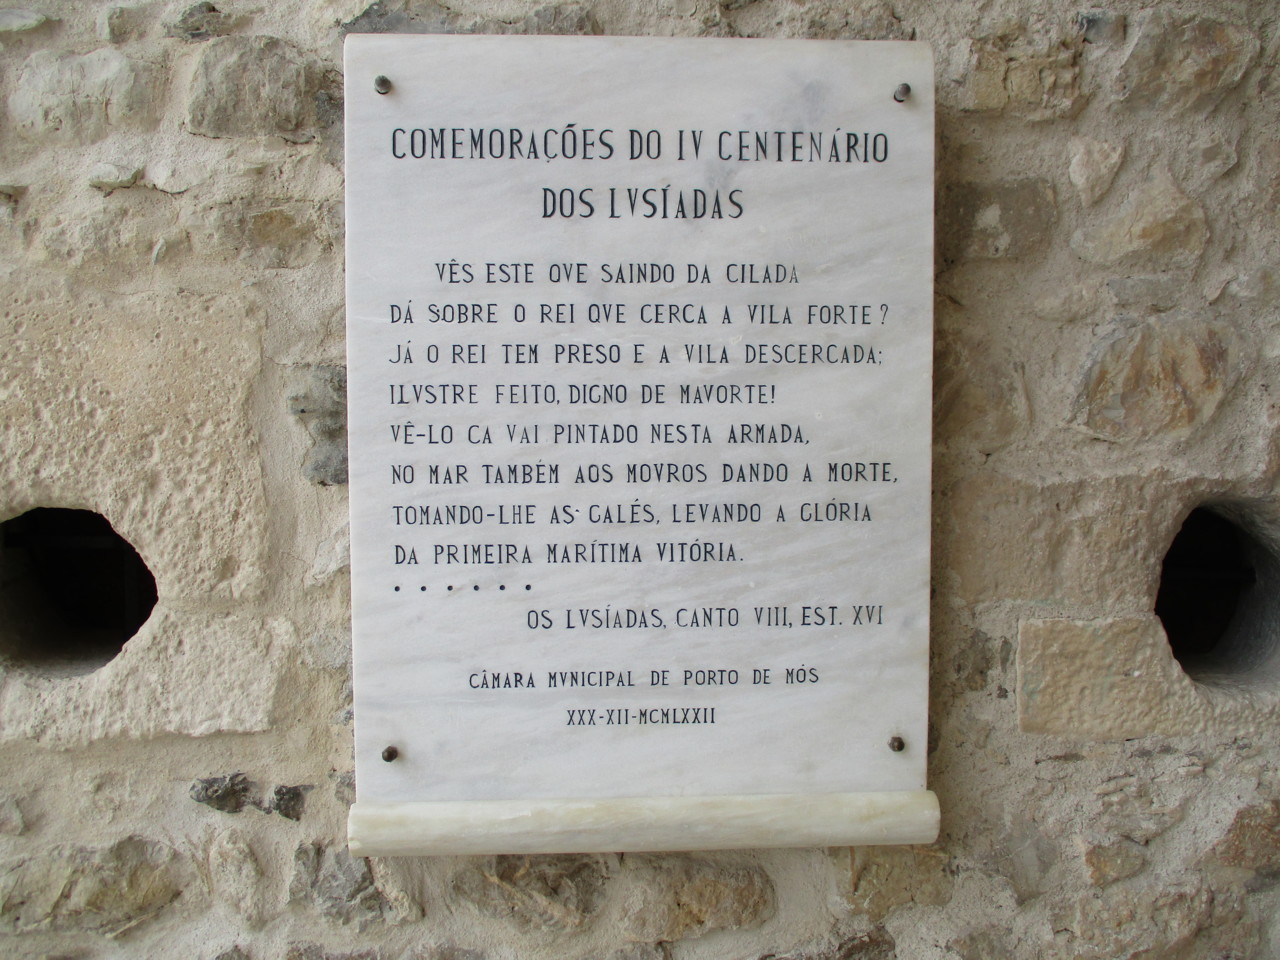 COMEMORAÇÕES DO IV CENTENÁRIO
DOS LVSÍADAS
VÊS ESTE QVE SAINDO DA CILADA
DÁ SOBRE O REI QVE CERCA A VILA FORTE?
JÁ O REI TEM PRESO E A VILA DESCERCADA;
ILVSTRE FEITO, DIGNO DE MAVORTE!
VÊ-LO CA VAI PINTADO NESTA ARMADA,
NO MAR TAMBÉM AOS MOVROS DANDO A MORTE,
TOMANDO-LHE AS GALÉS, LEVANDO A GLÓRIA
DA PRIMEIRA MARÍTIMA VITÓRIA.
. . . . . .
OS LVSÍADAS, CANTO VIII, EST. XVI
CÂMARA MVNICIPAL DE PORTO DE MÓS
XXX-XII-MCMLXXII